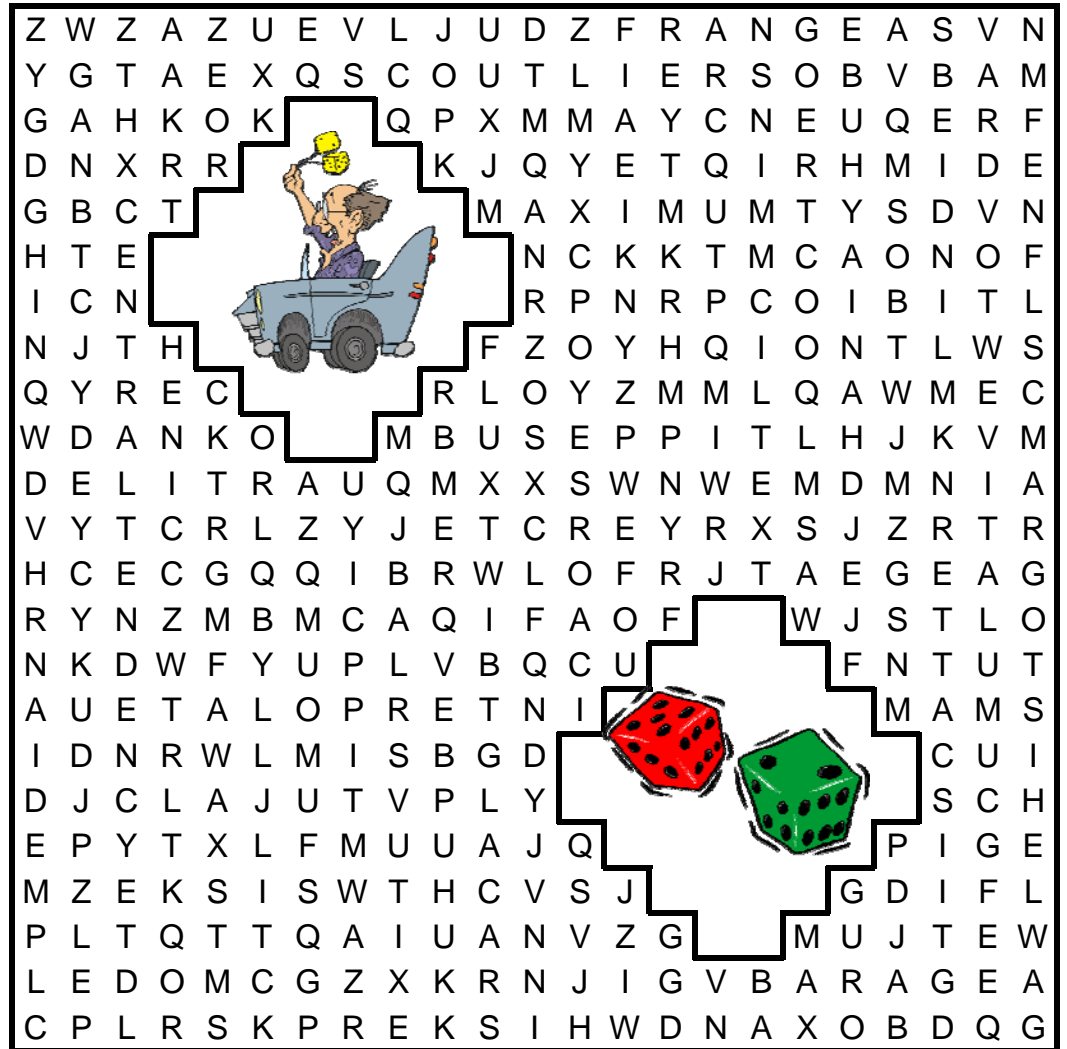 Z W Z A Z U E V L J U D Z F R A N G E A S V N
Y G T A E X Q S C O U T L I E R S O B V B A M
G A H K O K Q P X M M A Y C N E U Q E R F
D N X R R K J Q Y E T Q I R H M I D E
G B C T M A X I M U M T Y S D V N
H T E N C K K T M C A O N O F
I C N R P N R P C O I B I T L
N J T H F Z O Y H Q I O N T L W S
Q Y R E C R L O Y Z M M L Q A W M E C
W D A N K O M B U S E P P I T L H J K V M
D E L I T R A U Q M X X S W N W E M D M N I A
V Y T C R L Z Y J E T C R E Y R X S J Z R T R
H C E C G Q Q I B R W L O F R J T A E G E A G
R Y N Z M B M C A Q I F A O F W J S T L O
N K D W F Y U P L V B Q C U F N T U T
A U E T A L O P R E T N I M A M S
I D N R W L M I S B G D C U I
D J C L A J U T V P L Y S C H
E P Y T X L F M U U A J Q P I G E
M Z E K S I S W T H C V S J G D I F L
P L T Q T T Q A I U A N V Z G M U J T E W
L E D O M C G Z X K R N J I G V B A R A G E A
C P L R S K P R E K S I H W D N A X O B D Q G